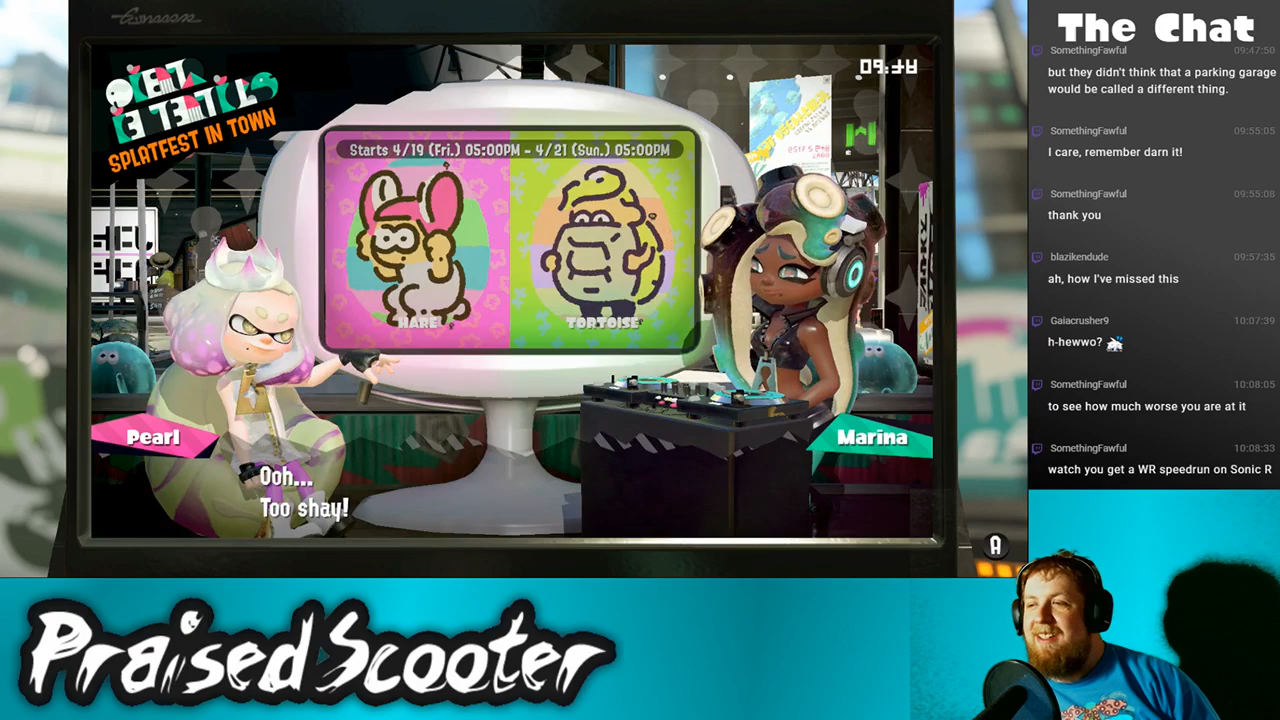 SPLATFEST IN TOWN
Starts 4/19 (Fri.) 05:00PM - 4/21 (Sun.) 05:00PM
HARE
TORTOISE
Pearl
Marina
Ooh...
Too shay!
A
PraisedScooter
The Chat
SomethingFawful 09:47:50
but they didn't think that a parking garage
would be called a different thing.
SomethingFawful 09:55:05
I care, remember darn it!
SomethingFawful 09:55:08
thank you
blazikendude 09:57:35
ah, how I've missed this
Gaiacrusher9 10:07:39
h-hewwo?
SomethingFawful 10:08:05
to see how much worse you are at it
SomethingFawful 10:08:33
watch you get a WR speedrun on Sonic R